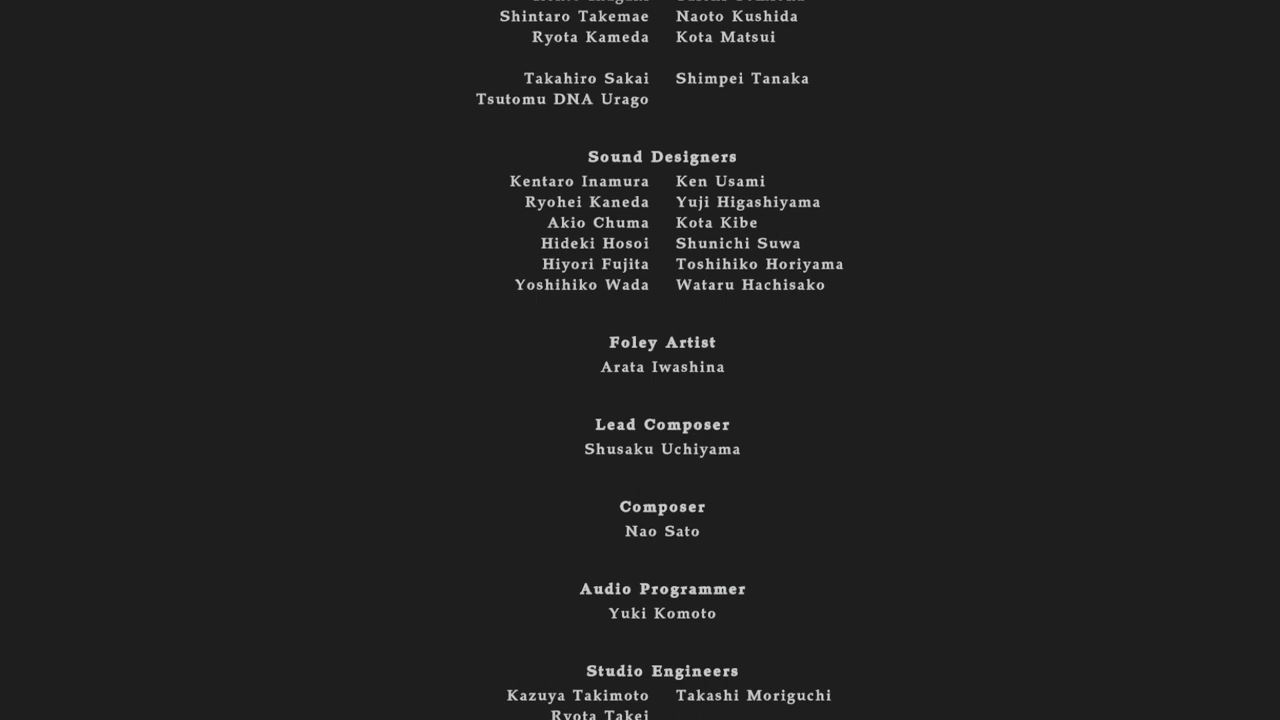 Shintaro Takemae Naoto Kushida
Ryota Kameda Kota Matsui
Takahiro Sakai Shimpei Tanaka
Tsutomu DNA Urago
Sound Designers
Kentaro Inamura Ken Usami
Ryohei Kaneda Yuji Higashiyama
Akio Chuma Kota Kibe
Hideki Hosoi Shunichi Suwa
Hiyori Fujita Toshihiko Horiyama
Yoshihiko Wada Wataru Hachisako
Foley Artist
Arata Iwashina
Lead Composer
Shusaku Uchiyama
Composer
Nao Sato
Audio Programmer
Yuki Komoto
Studio Engineers
Kazuya Takimoto Takashi Moriguchi
Ryota Takei